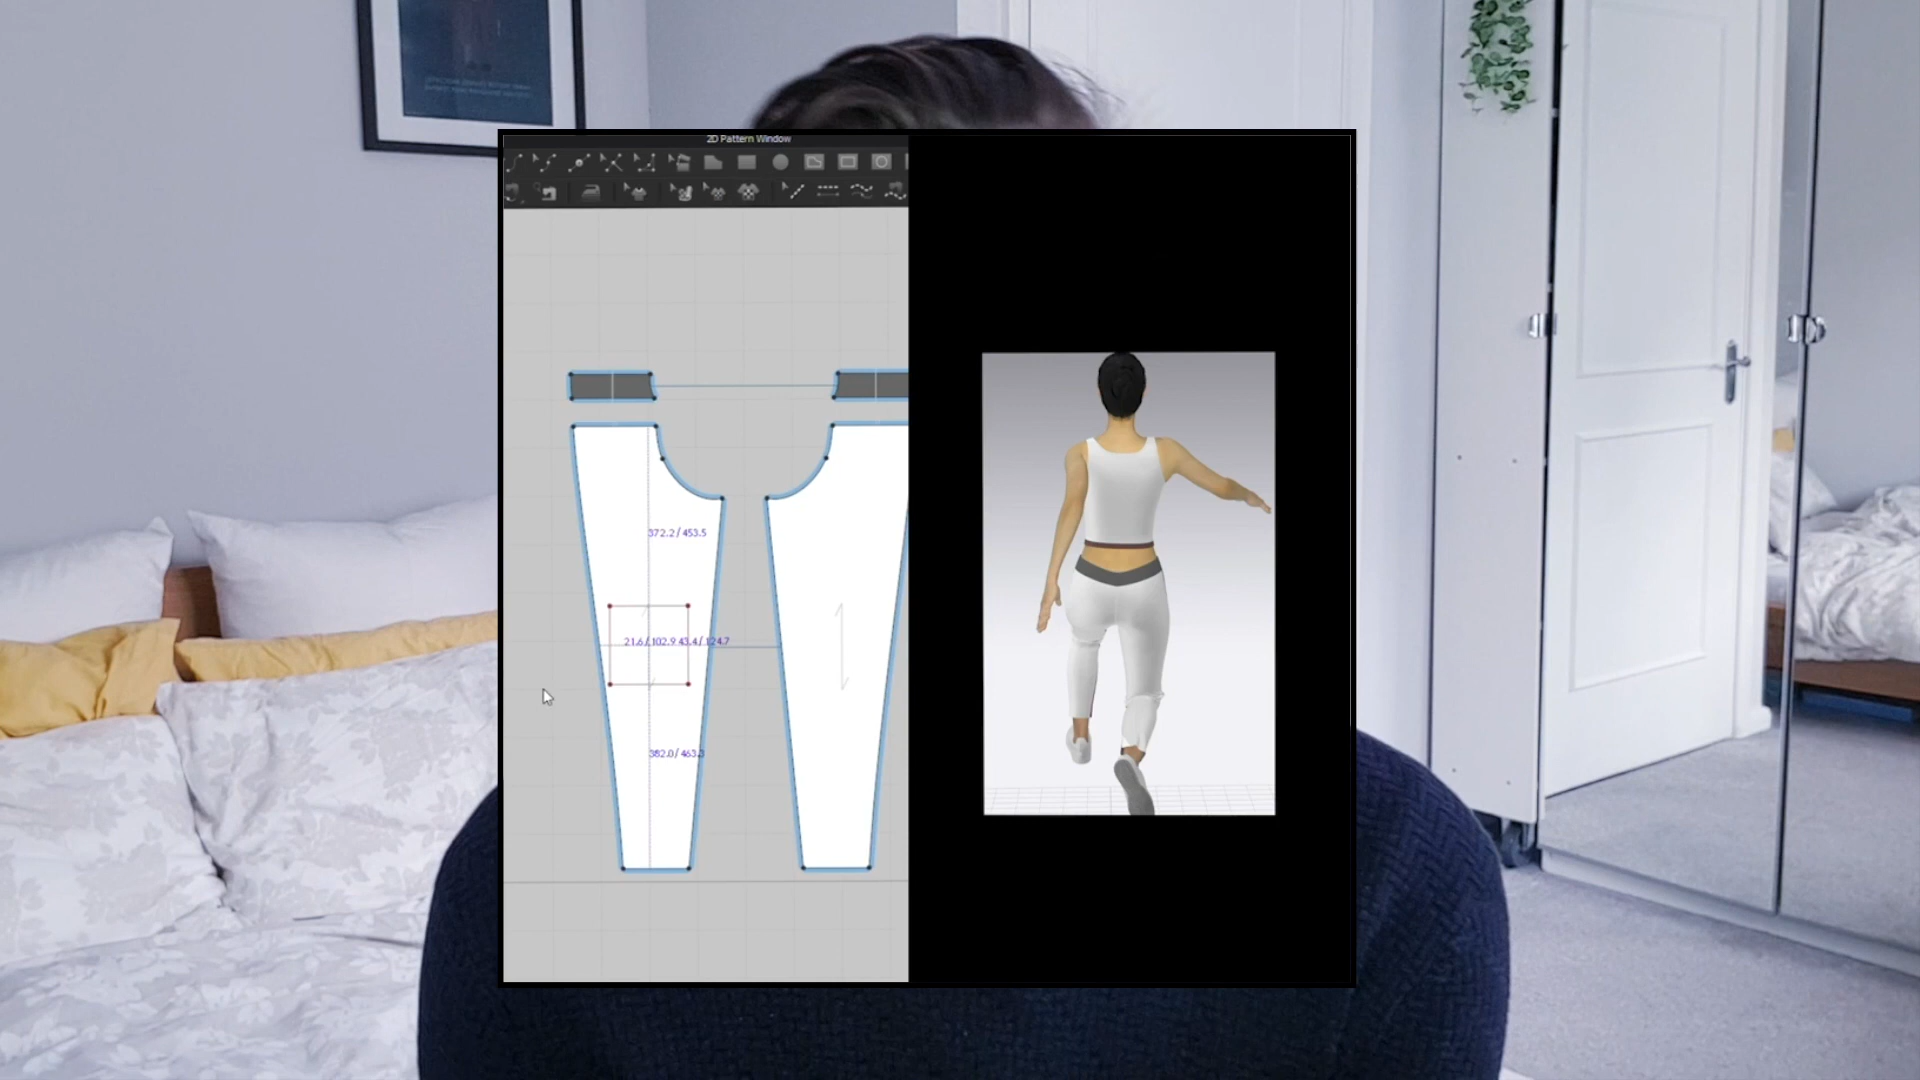 2D Pattern Window
372.2 / 453.5
21.6 / 102.9 43.4 / 124.7
382.0 / 463.3